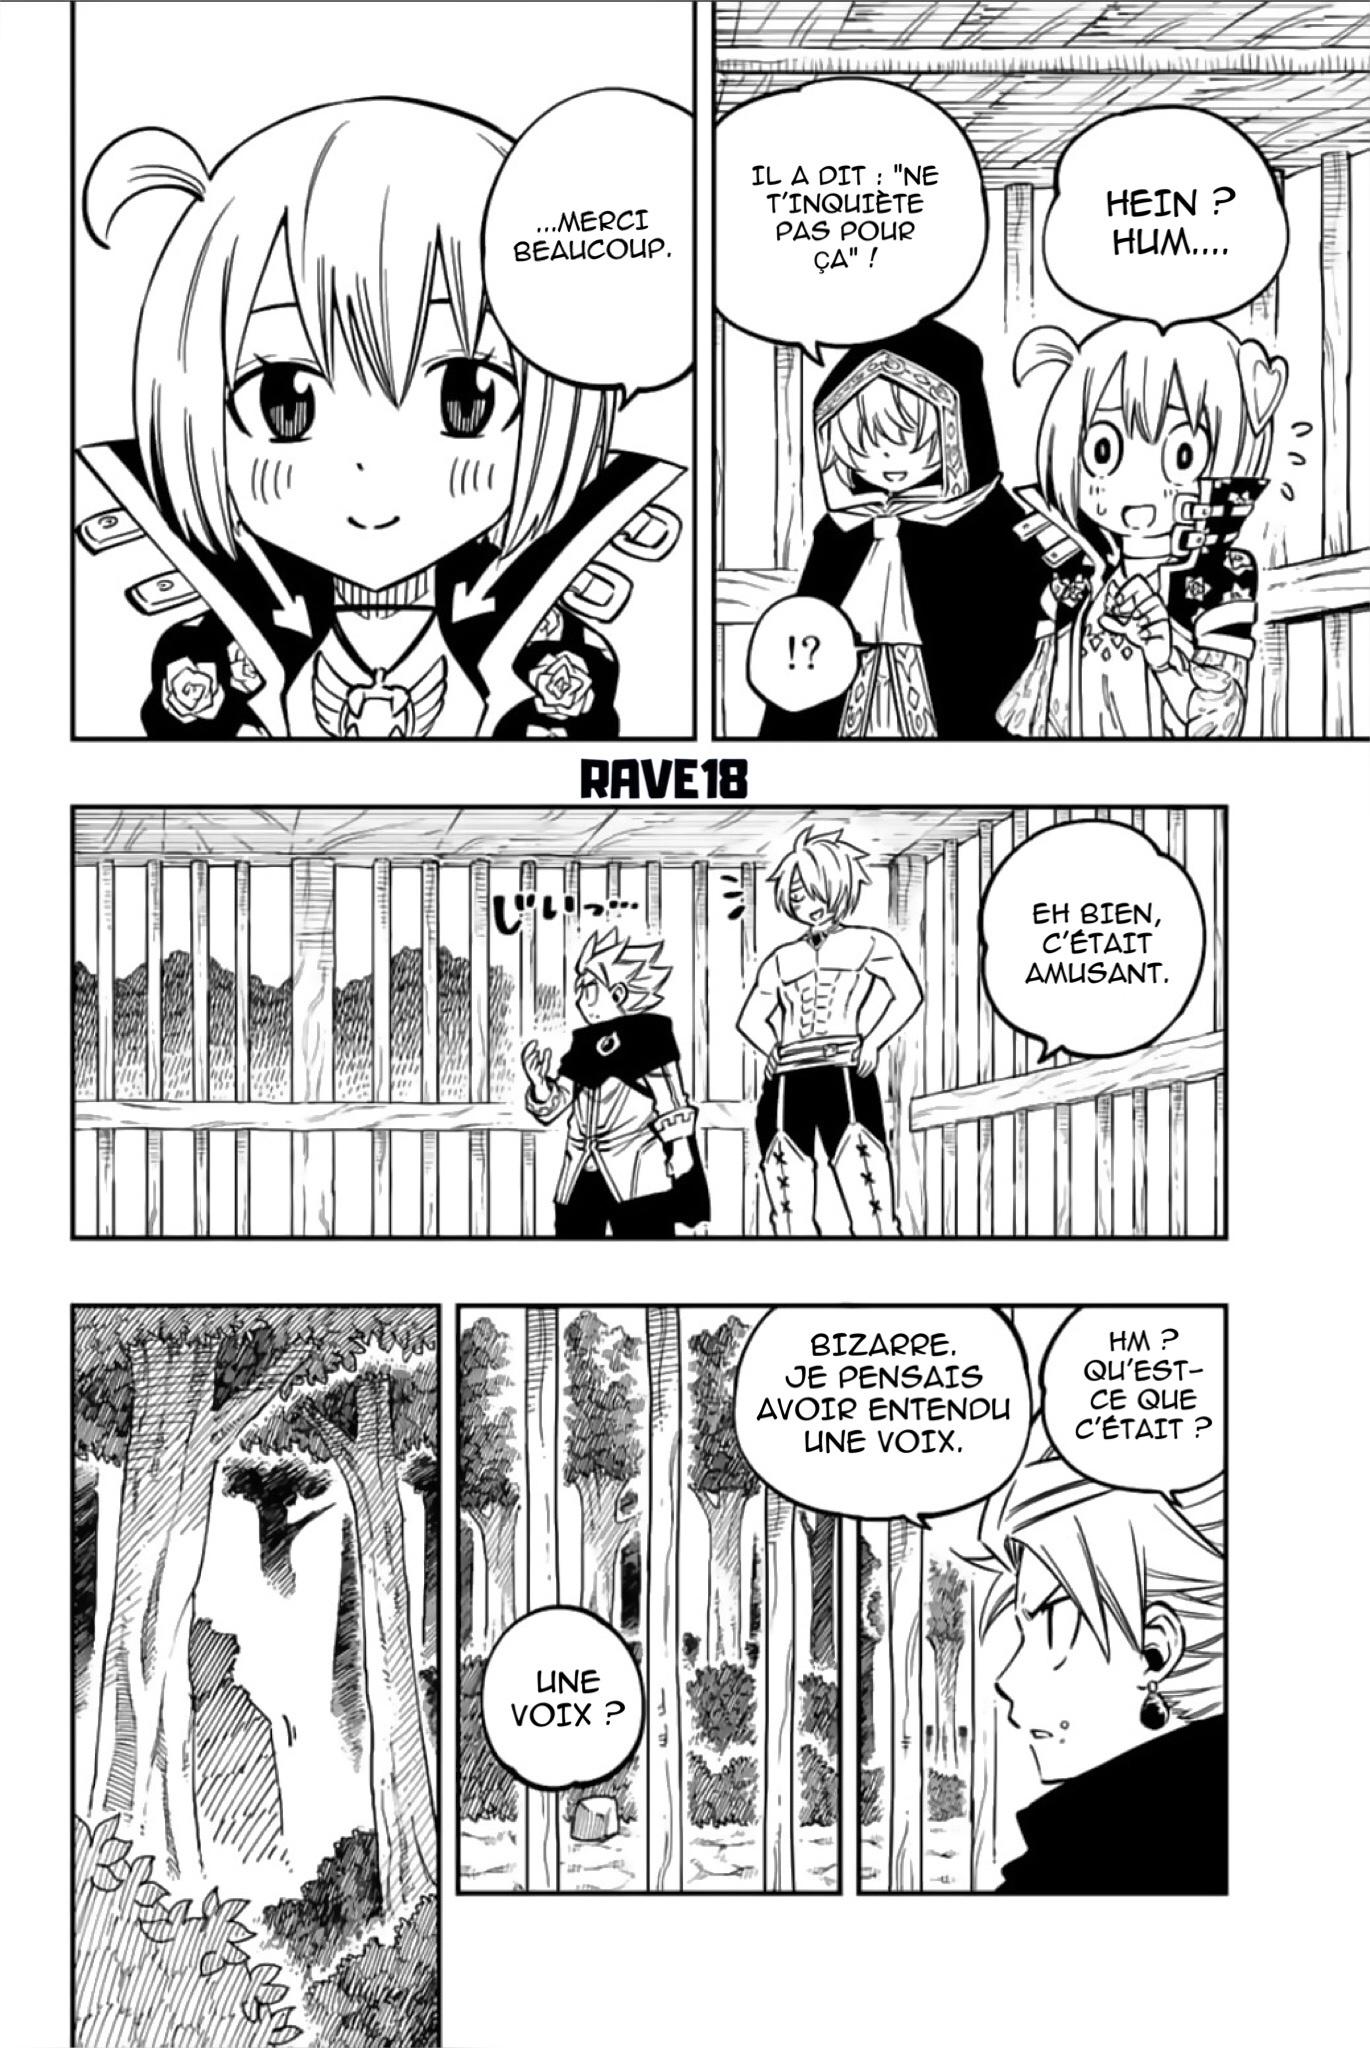 HEIN ?
HUM....
IL A DIT : "NE
T'INQUIÈTE
PAS POUR
ÇA" !
!?
...MERCI
BEAUCOUP.
RAVE18
EH BIEN,
C'ÉTAIT
AMUSANT.
じいっ…
HM ?
QU'EST-
CE QUE
C'ÉTAIT ?
BIZARRE.
JE PENSAIS
AVOIR ENTENDU
UNE VOIX.
UNE
VOIX ?